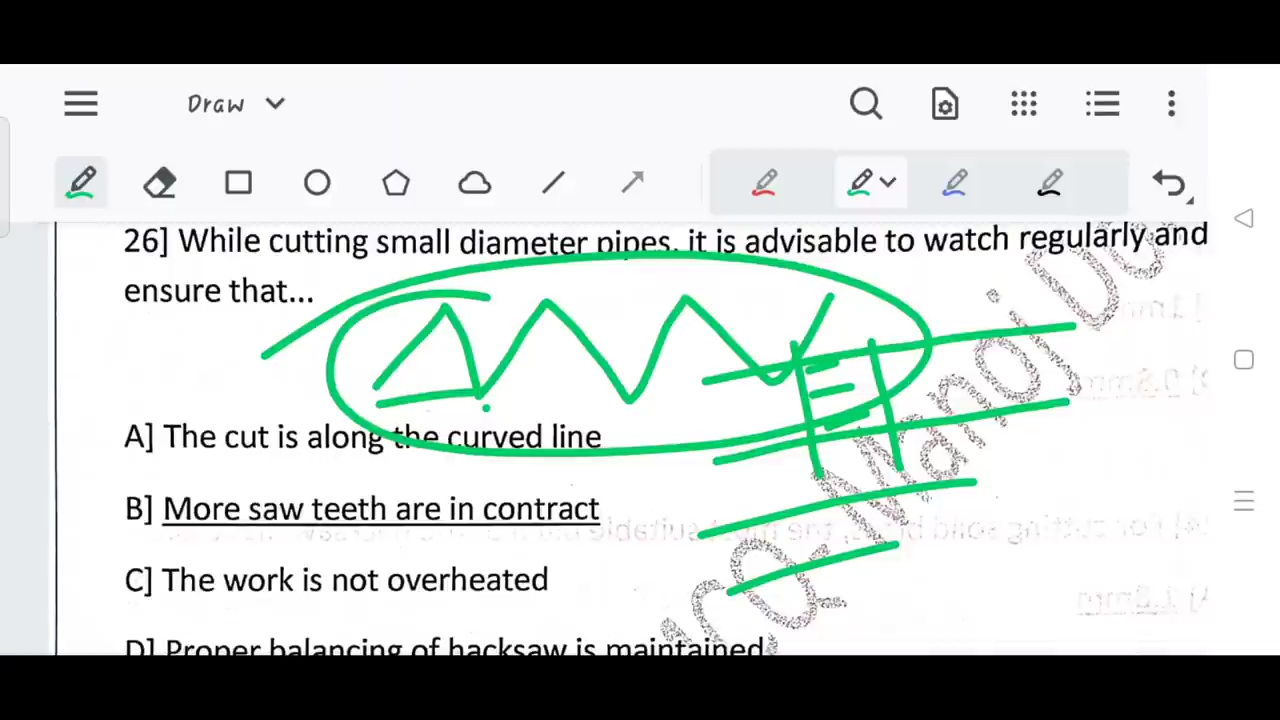 Draw
26] While cutting small diameter pipes, it is advisable to watch regularly and
ensure that...
A] The cut is along the curved line
B] More saw teeth are in contract
C] The work is not overheated
D] Proper balancing of hacksaw is maintained
Manoj